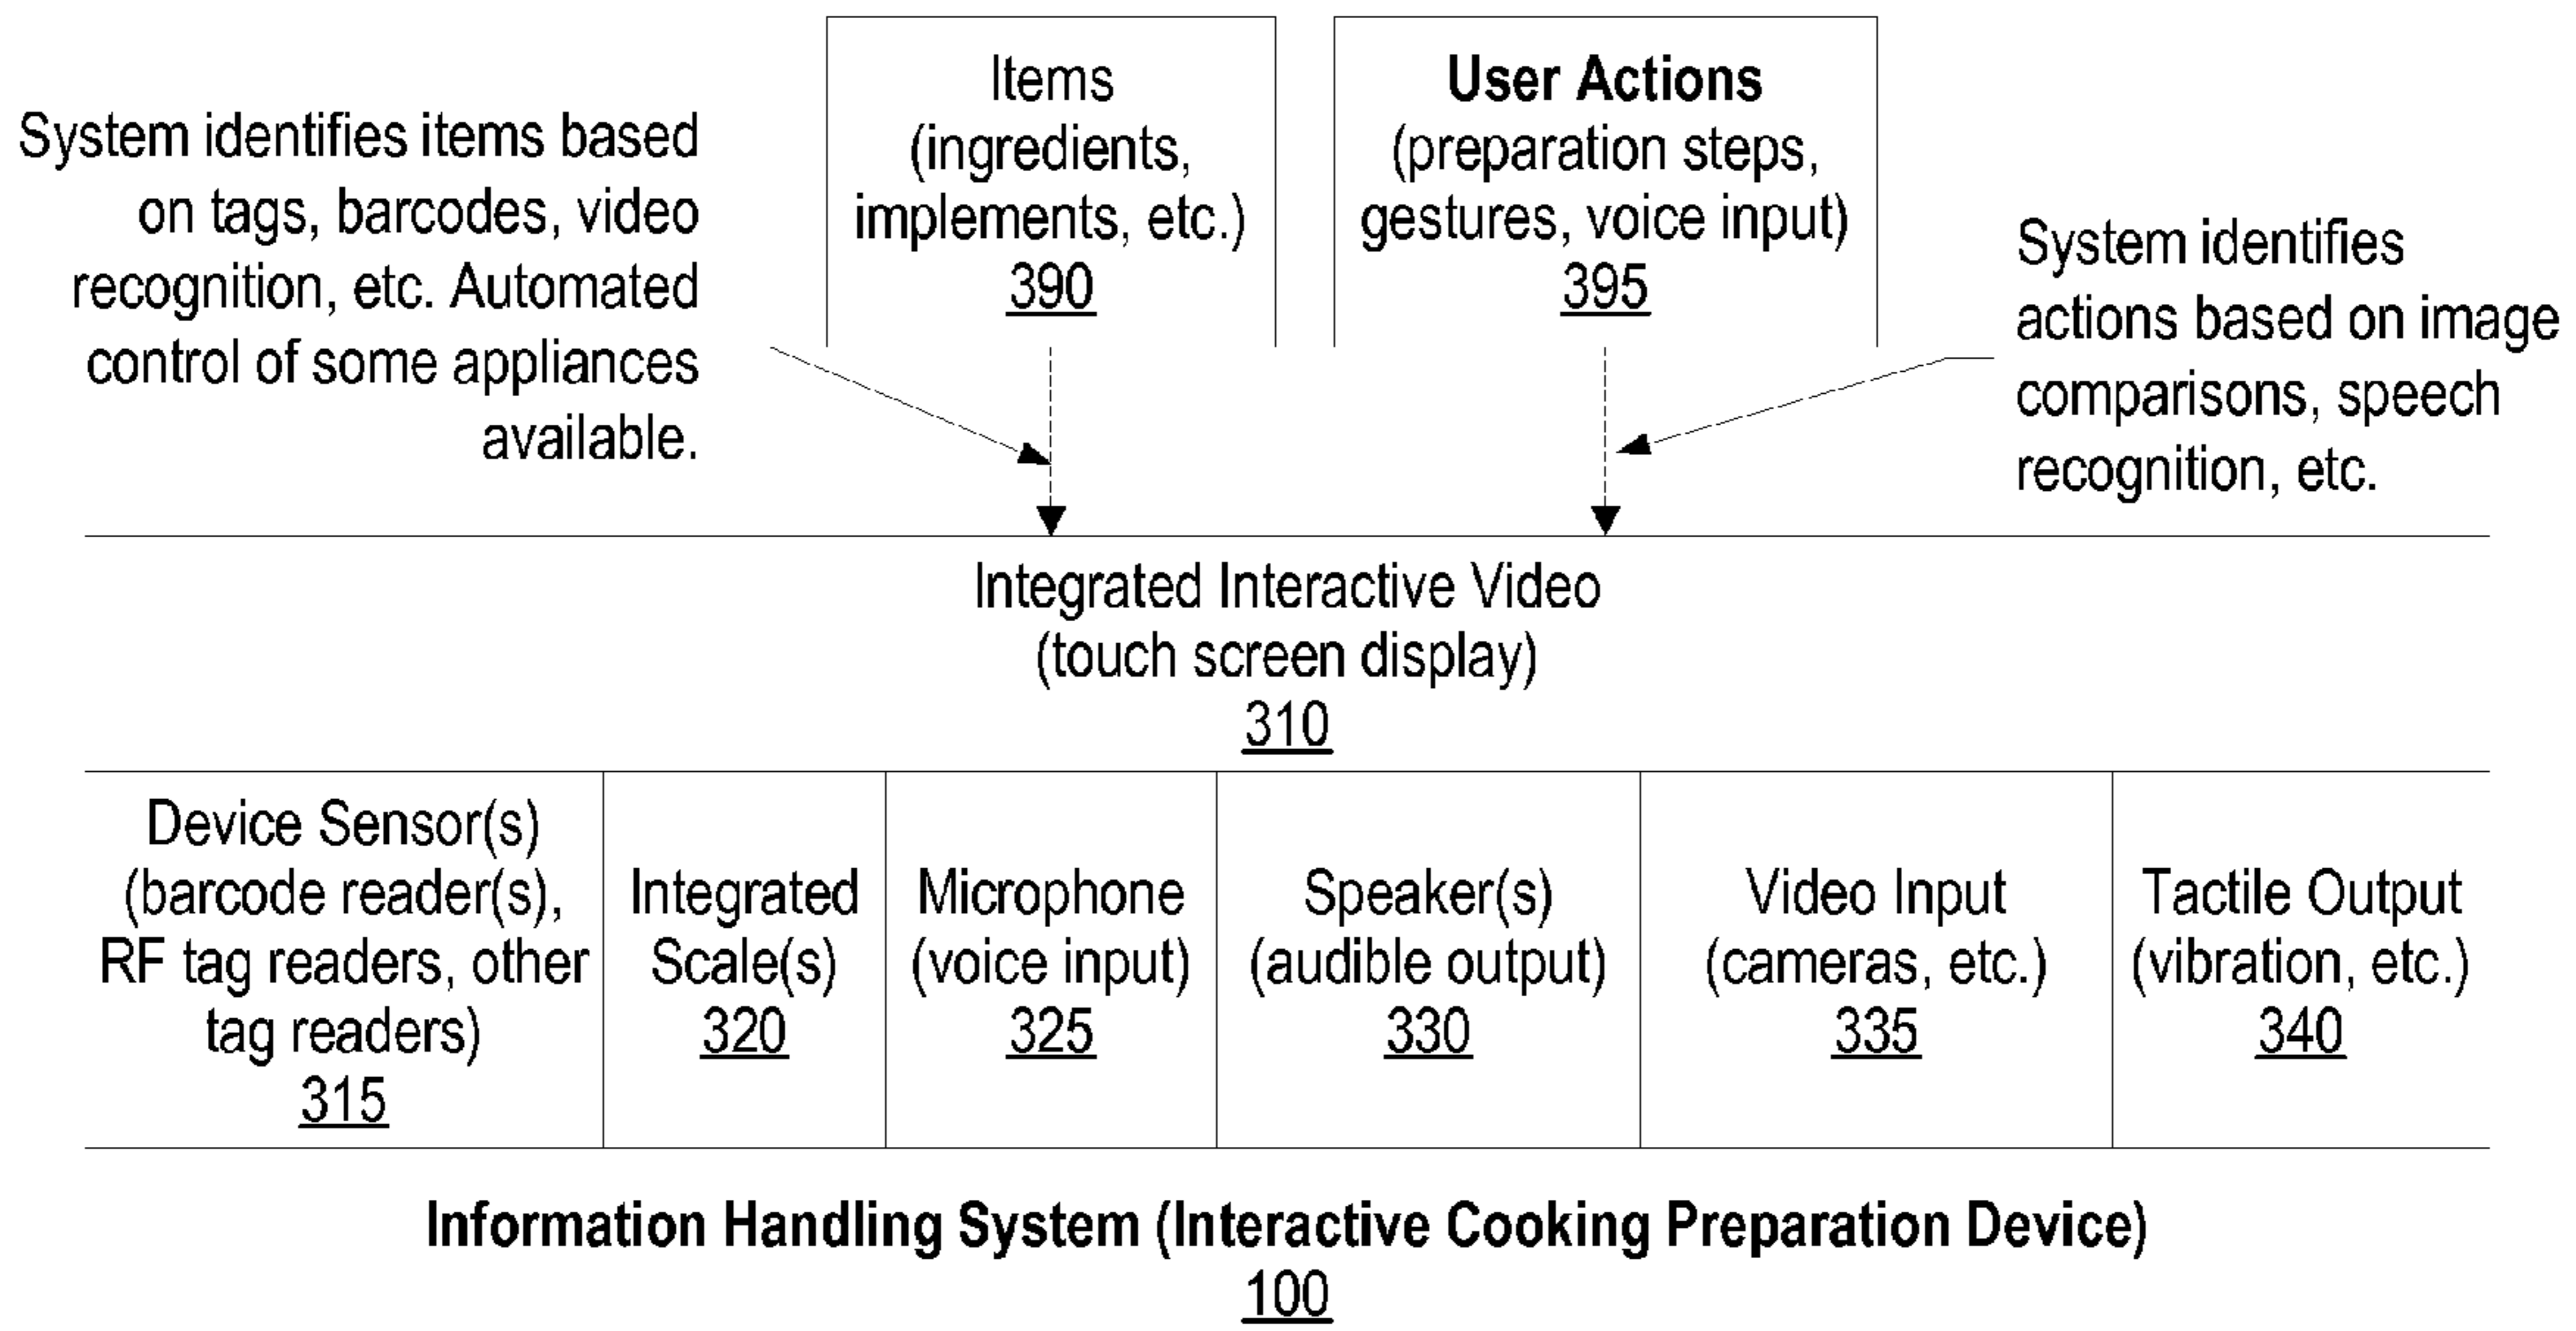 System identifies items based
on tags, barcodes, video
recognition, etc. Automated
control of some appliances
available.
Items
(ingredients,
implements, etc.)
390
User Actions
(preparation steps,
gestures, voice input)
395
System identifies
actions based on image
comparisons, speech
recognition, etc.
Integrated Interactive Video
(touch screen display)
310
Device Sensor(s)
(barcode reader(s),
RF tag readers, other
tag readers)
315
Integrated
Scale(s)
320
Microphone
(voice input)
325
Speaker(s)
(audible output)
330
Video Input
(cameras, etc.)
335
Tactile Output
(vibration, etc.)
340
Information Handling System (Interactive Cooking Preparation Device)
100